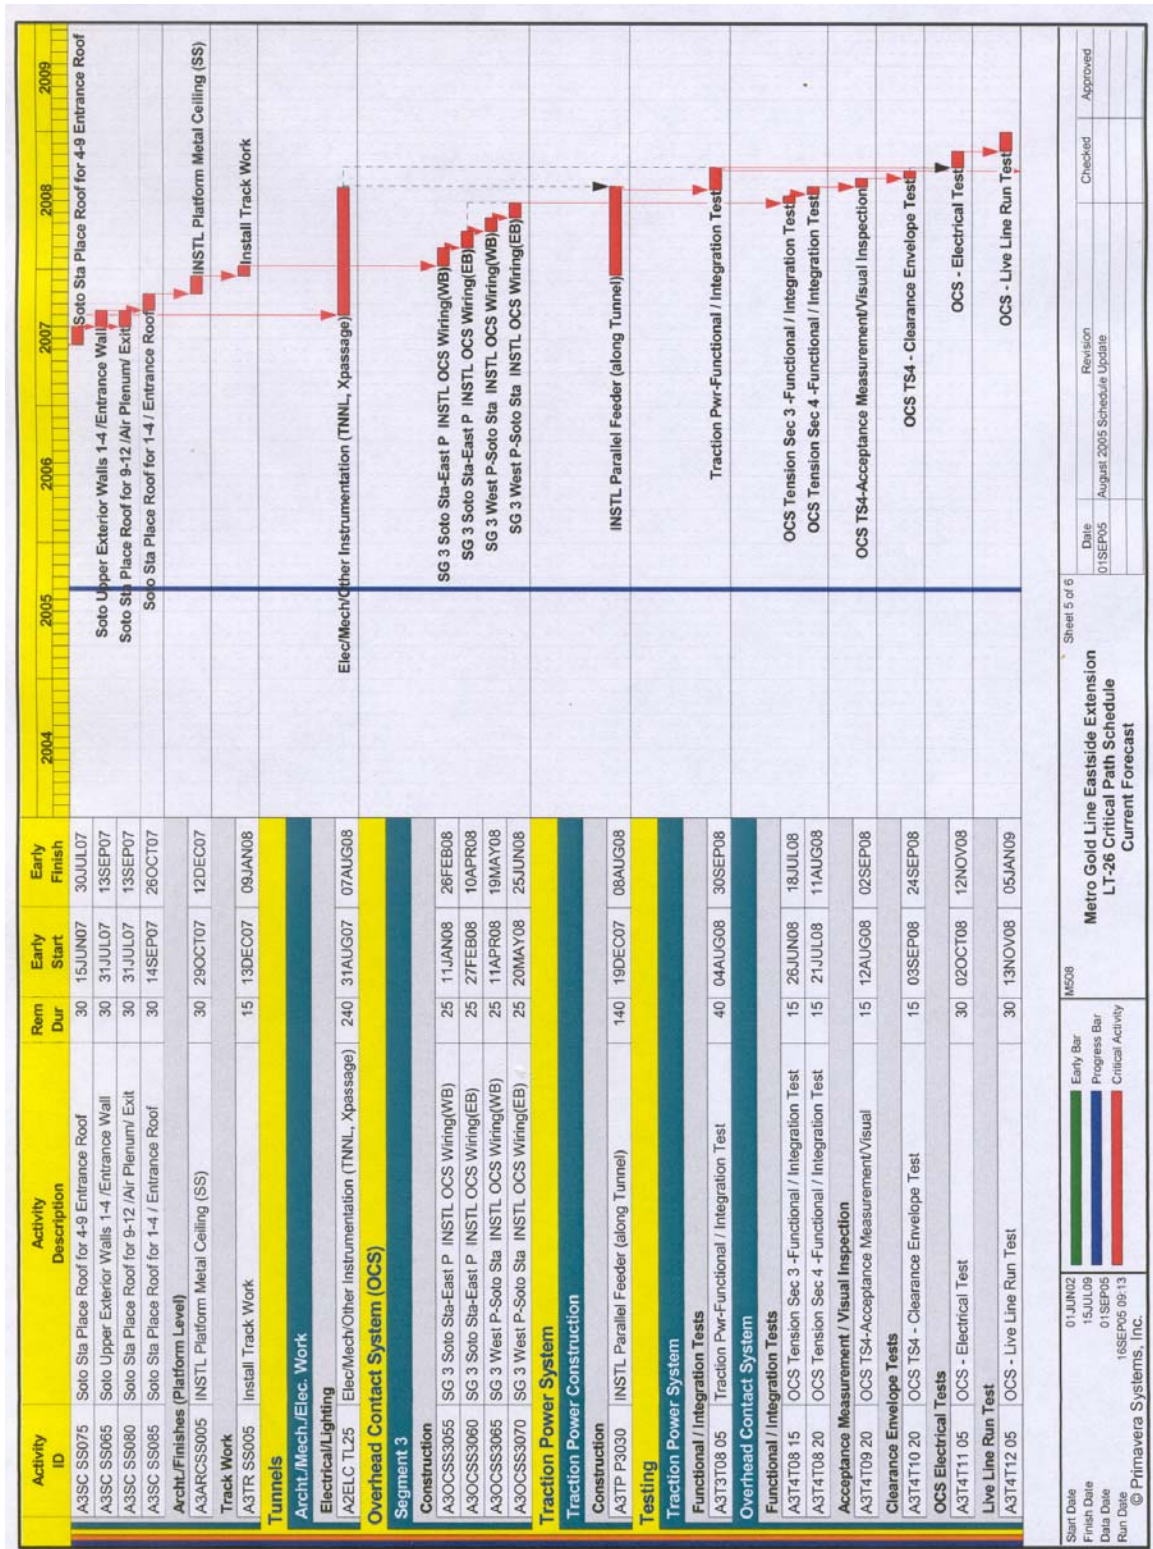 Activity ID Activity Description Rem Dur Early Start Early Finish 2004 2005 2006 2007 2008 2009
A3SC SS075 Soto Sta Place Roof for 4-9 Entrance Roof 30 15JUN07 30JUL07 Soto Sta Place Roof for 4-9 Entrance Roof
A3SC SS065 Soto Upper Exterior Walls 1-4 /Entrance Wall 30 31JUL07 13SEP07 Soto Upper Exterior Walls 1-4 /Entrance Wall
A3SC SS080 Soto Sta Place Roof for 9-12 /Air Plenum/ Exit 30 31JUL07 13SEP07 Soto Sta Place Roof for 9-12 /Air Plenum/ Exit
A3SC SS085 Soto Sta Place Roof for 1-4 / Entrance Roof 30 14SEP07 26OCT07 Soto Sta Place Roof for 1-4 / Entrance Roof
Archt./Finishes (Platform Level)
A3ARCSS005 INSTL Platform Metal Ceiling (SS) 30 29OCT07 12DEC07 INSTL Platform Metal Ceiling (SS)
Track Work
A3TR SS005 Install Track Work 15 13DEC07 09JAN08 Install Track Work
Tunnels
Archt./Mech./Elec. Work
Electrical/Lighting
A2ELC TL25 Elec/Mech/Other Instrumentation (TNNL, Xpassage) 240 31AUG07 07AUG08 Elec/Mech/Other Instrumentation (TNNL, Xpassage)
Overhead Contact System (OCS)
Segment 3
Construction
A3OCSS3055 SG 3 Soto Sta-East P INSTL OCS Wiring(WB) 25 11JAN08 26FEB08 SG 3 Soto Sta-East P INSTL OCS Wiring(WB)
A3OCSS3060 SG 3 Soto Sta-East P INSTL OCS Wiring(EB) 25 27FEB08 10APR08 SG 3 Soto Sta-East P INSTL OCS Wiring(EB)
A3OCSS3065 SG 3 West P-Soto Sta INSTL OCS Wiring(WB) 25 11APR08 19MAY08 SG 3 West P-Soto Sta INSTL OCS Wiring(WB)
A3OCSS3070 SG 3 West P-Soto Sta INSTL OCS Wiring(EB) 25 20MAY08 25JUN08 SG 3 West P-Soto Sta INSTL OCS Wiring(EB)
Traction Power System
Traction Power Construction
Construction
A3TP P3030 INSTL Parallel Feeder (along Tunnel) 140 19DEC07 08AUG08 INSTL Parallel Feeder (along Tunnel)
Testing
Traction Power System
Functional / Integration Tests
A3T3T08 05 Traction Pwr-Functional / Integration Test 40 04AUG08 30SEP08 Traction Pwr-Functional / Integration Test
Overhead Contact System
Functional / Integration Tests
A3T4T08 15 OCS Tension Sec 3 -Functional / Integration Test 15 26JUN08 18JUL08 OCS Tension Sec 3 -Functional / Integration Test
A3T4T08 20 OCS Tension Sec 4 -Functional / Integration Test 15 21JUL08 11AUG08 OCS Tension Sec 4 -Functional / Integration Test
Acceptance Measurement / Visual Inspection
A3T4T09 20 OCS TS4-Acceptance Measurement/Visual 15 12AUG08 02SEP08 OCS TS4-Acceptance Measurement/Visual Inspection
Clearance Envelope Tests
A3T4T10 20 OCS TS4 - Clearance Envelope Test 15 03SEP08 24SEP08 OCS TS4 - Clearance Envelope Test
OCS Electrical Tests
A3T4T11 05 OCS - Electrical Test 30 02OCT08 12NOV08 OCS - Electrical Test
Live Line Run Test
A3T4T12 05 OCS - Live Line Run Test 30 13NOV08 05JAN09 OCS - Live Line Run Test
Start Date 01JUN02
Finish Date 15JUL09
Data Date 01SEP05
Run Date 16SEP05 09:13
© Primavera Systems, Inc.
Early Bar
Progress Bar
Critical Activity
M508
Sheet 5 of 6
Metro Gold Line Eastside Extension
LT-26 Critical Path Schedule
Current Forecast
Date Revision Checked Approved
01SEP05 August 2005 Schedule Update